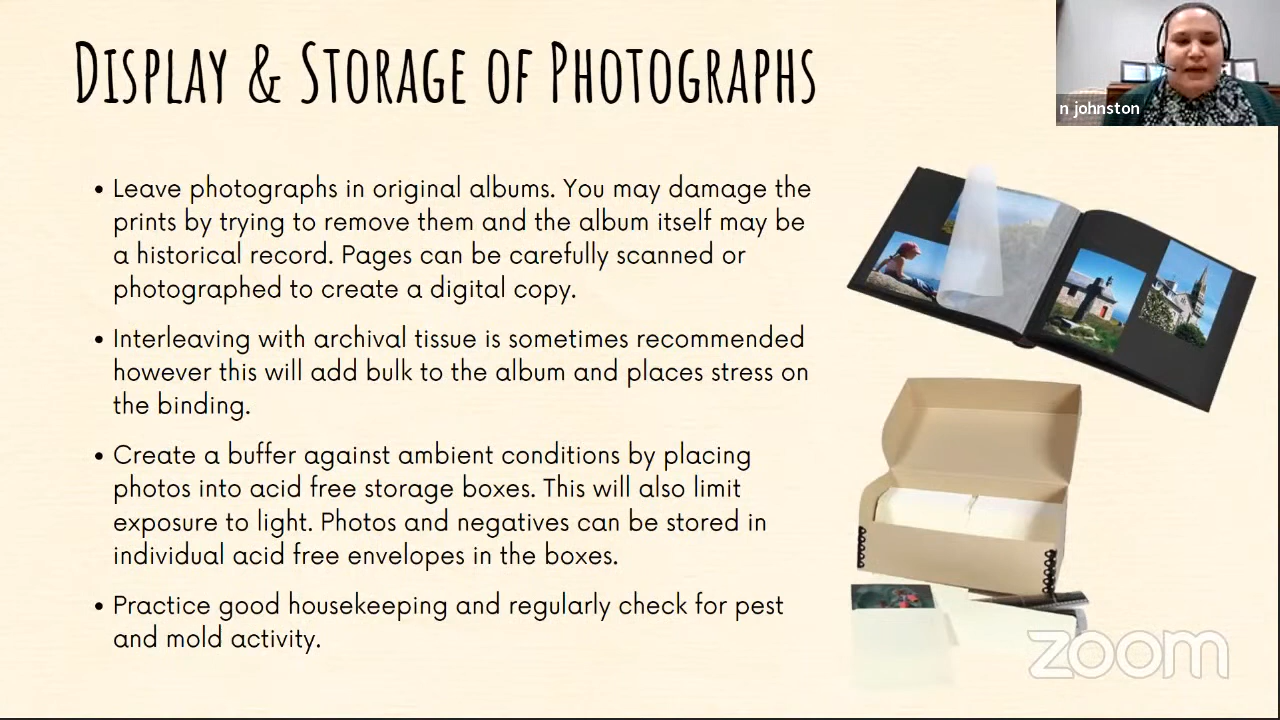 Display & Storage of Photographs
n johnston
• Leave photographs in original albums. You may damage the
prints by trying to remove them and the album itself may be
a historical record. Pages can be carefully scanned or
photographed to create a digital copy.
• Interleaving with archival tissue is sometimes recommended
however this will add bulk to the album and places stress on
the binding.
• Create a buffer against ambient conditions by placing
photos into acid free storage boxes. This will also limit
exposure to light. Photos and negatives can be stored in
individual acid free envelopes in the boxes.
• Practice good housekeeping and regularly check for pest
and mold activity.
zoom